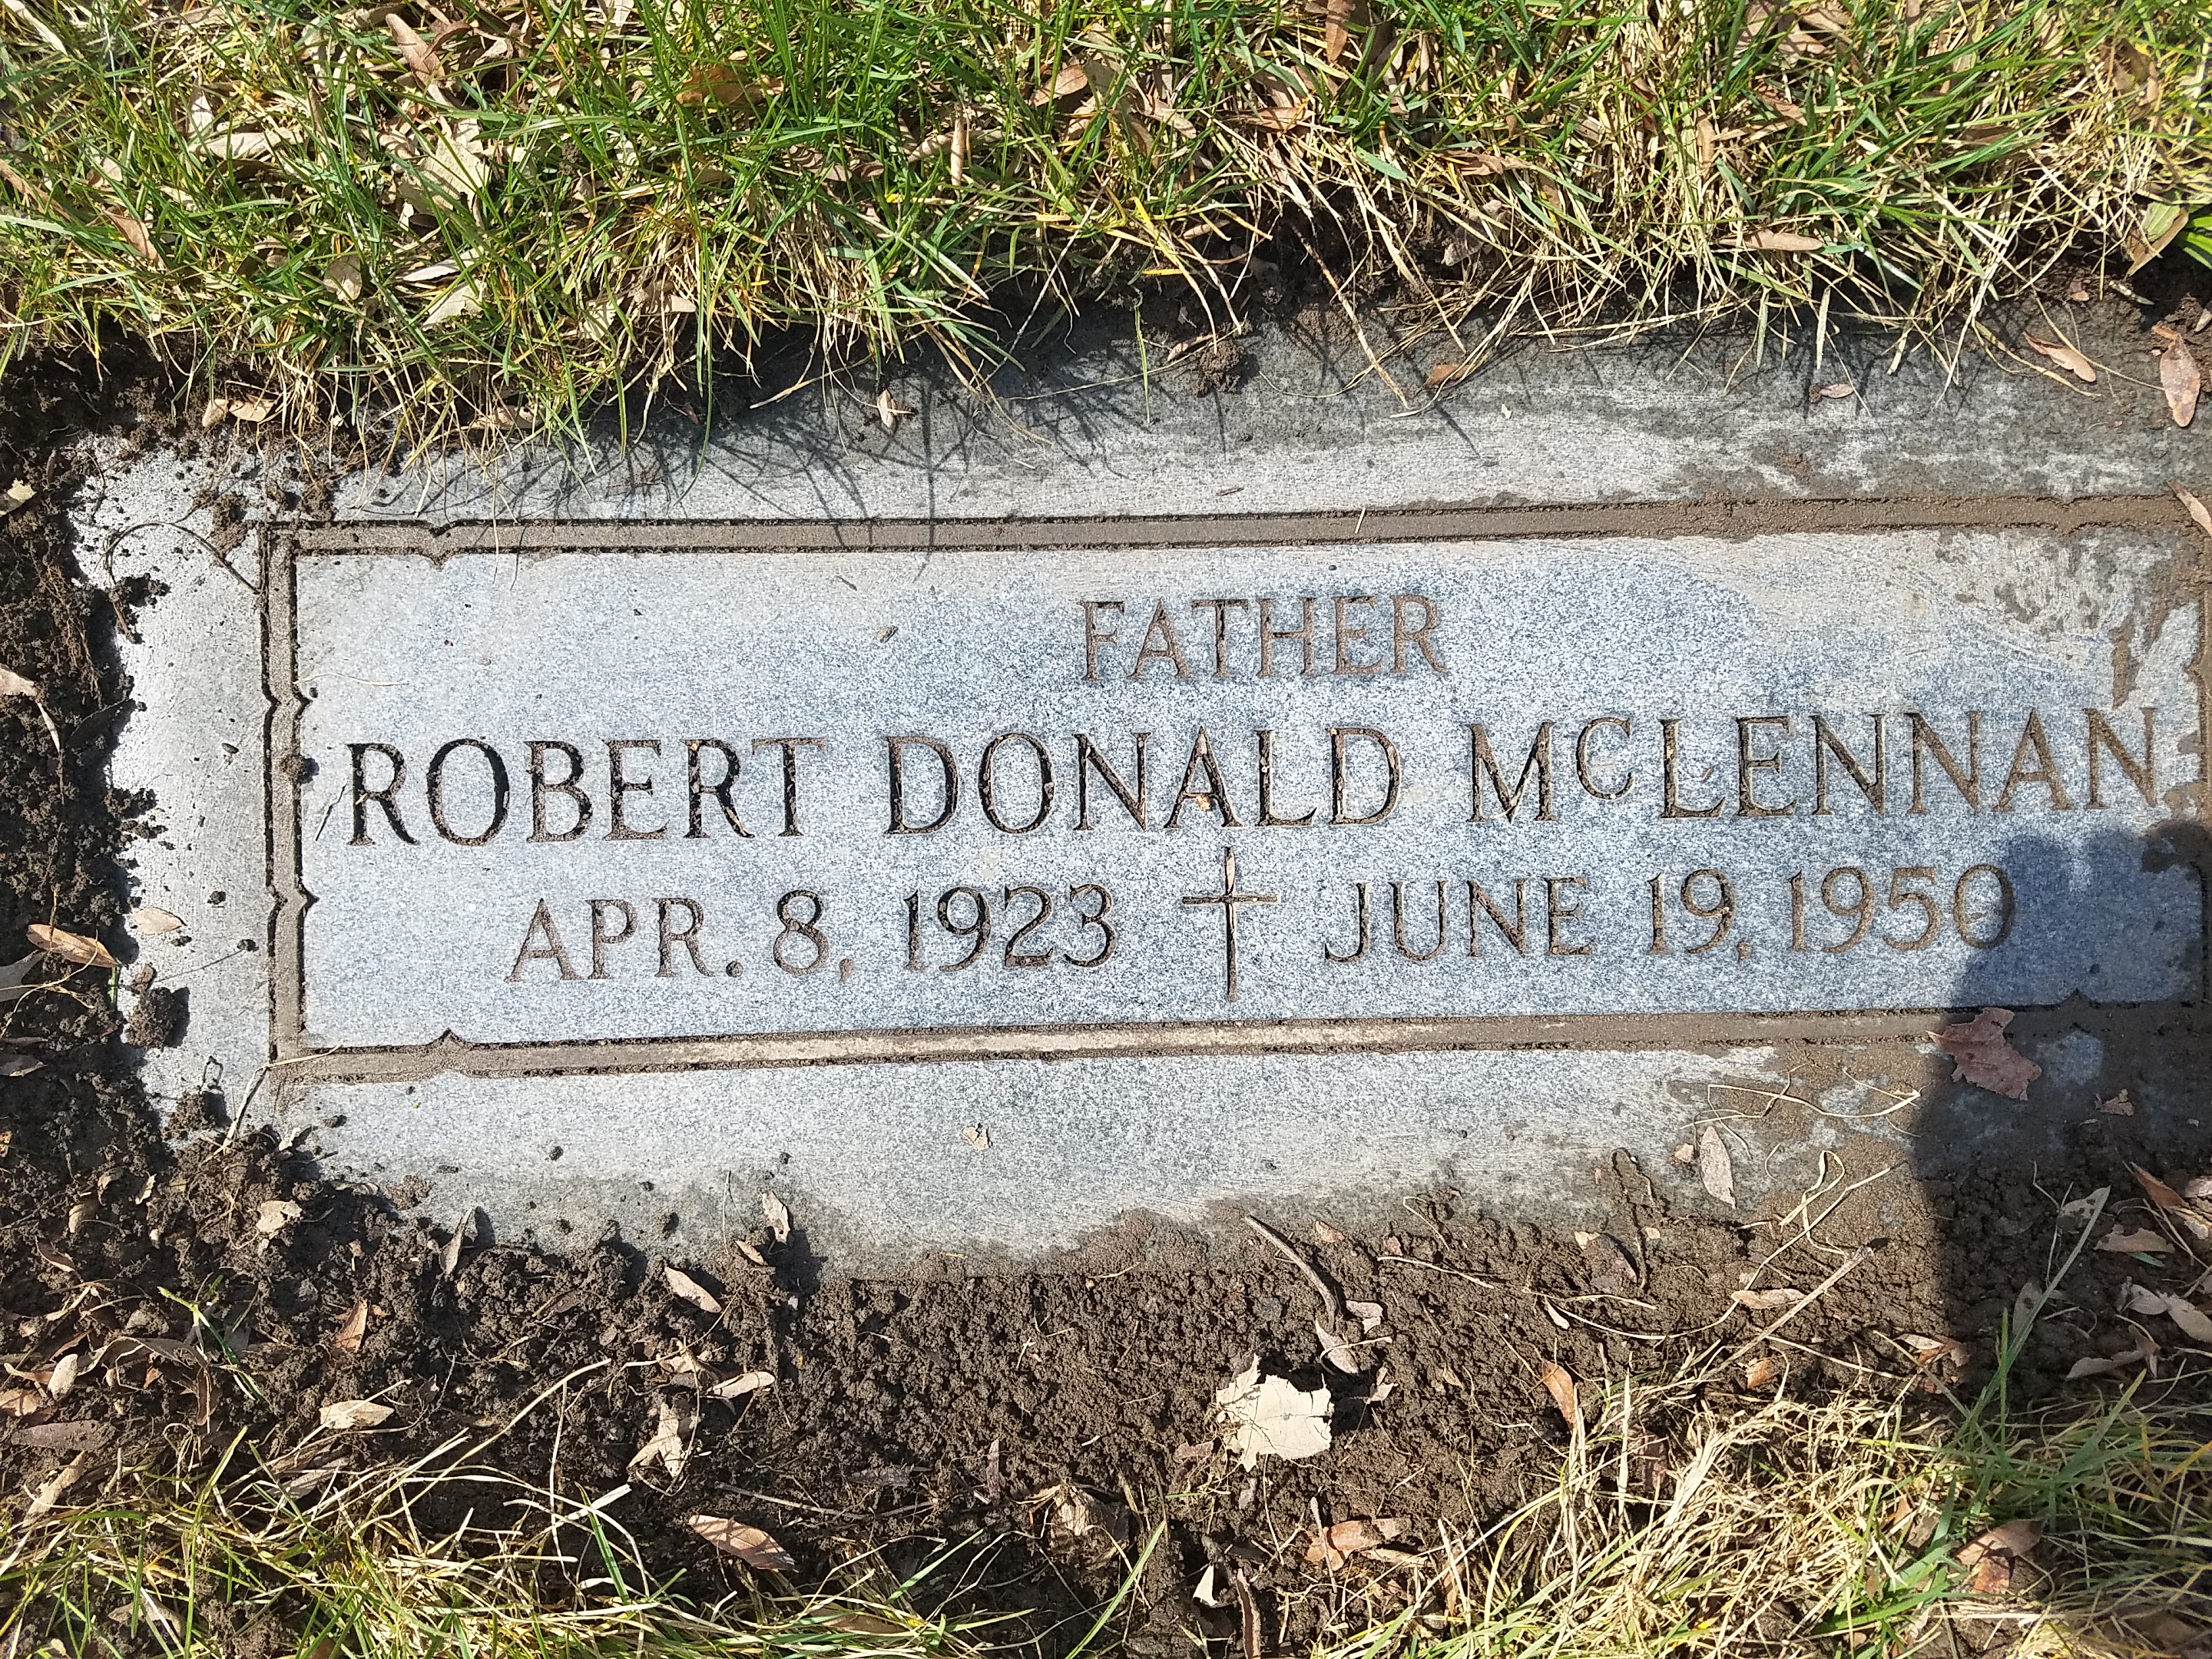 FATHER
ROBERT DONALD McLENNAN
APR. 8, 1923 † JUNE 19, 1950